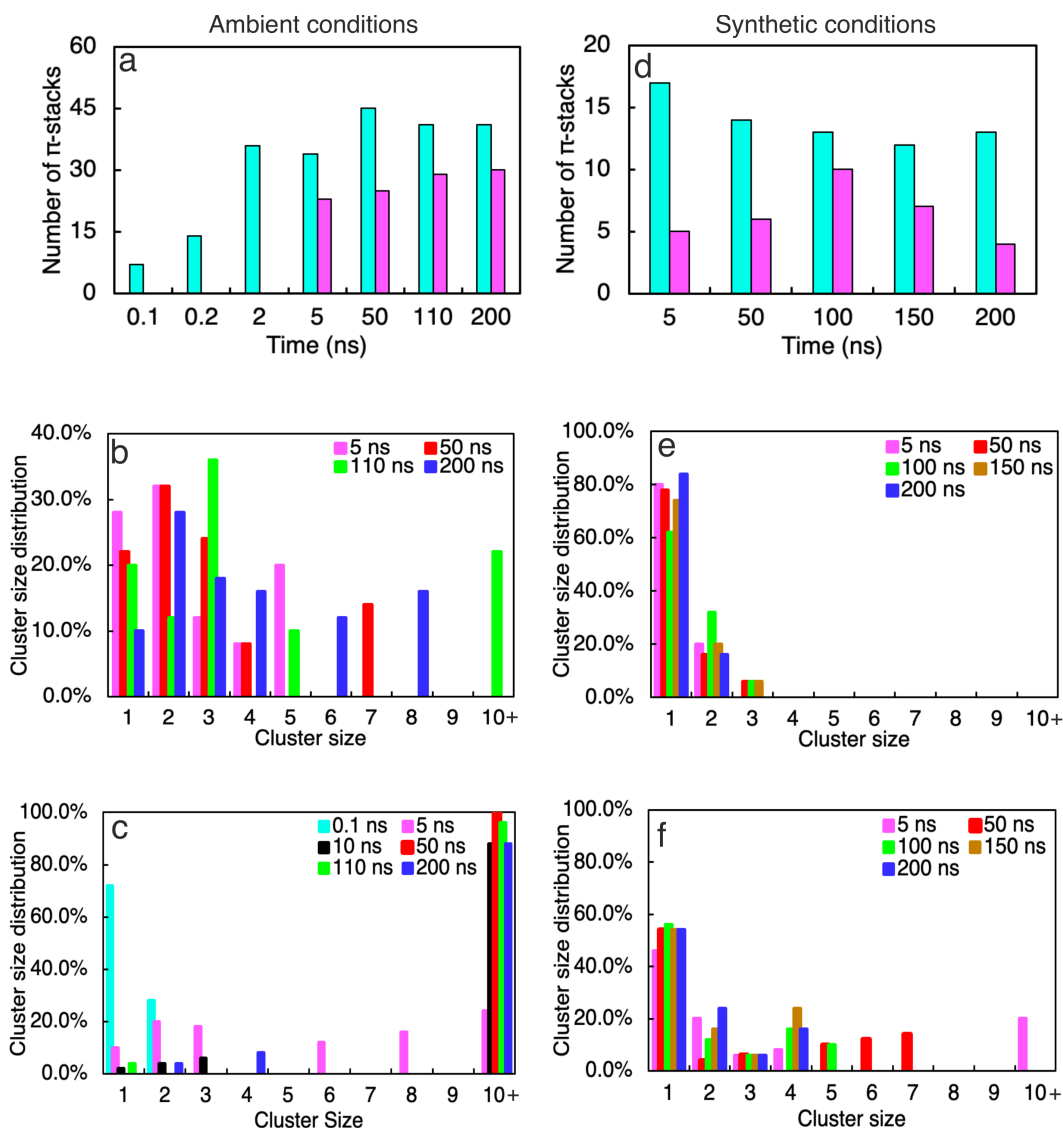 Ambient conditions
Synthetic conditions
a
Number of π-stacks
60
45
30
15
0
0.1 0.2 2 5 50 110 200
Time (ns)
d
Number of π-stacks
20
15
10
5
0
5 50 100 150 200
Time (ns)
b
Cluster size distribution
40.0%
30.0%
20.0%
10.0%
0.0%
5 ns 50 ns
110 ns 200 ns
1 2 3 4 5 6 7 8 9 10+
Cluster size
e
Cluster size distribution
100.0%
80.0%
60.0%
40.0%
20.0%
0.0%
5 ns 50 ns
100 ns 150 ns
200 ns
1 2 3 4 5 6 7 8 9 10+
Cluster size
c
Cluster size distribution
100.0%
80.0%
60.0%
40.0%
20.0%
0.0%
0.1 ns 5 ns
10 ns 50 ns
110 ns 200 ns
1 2 3 4 5 6 7 8 9 10+
Cluster Size
f
Cluster size distribution
100.0%
80.0%
60.0%
40.0%
20.0%
0.0%
5 ns 50 ns
100 ns 150 ns
200 ns
1 2 3 4 5 6 7 8 9 10+
Cluster size